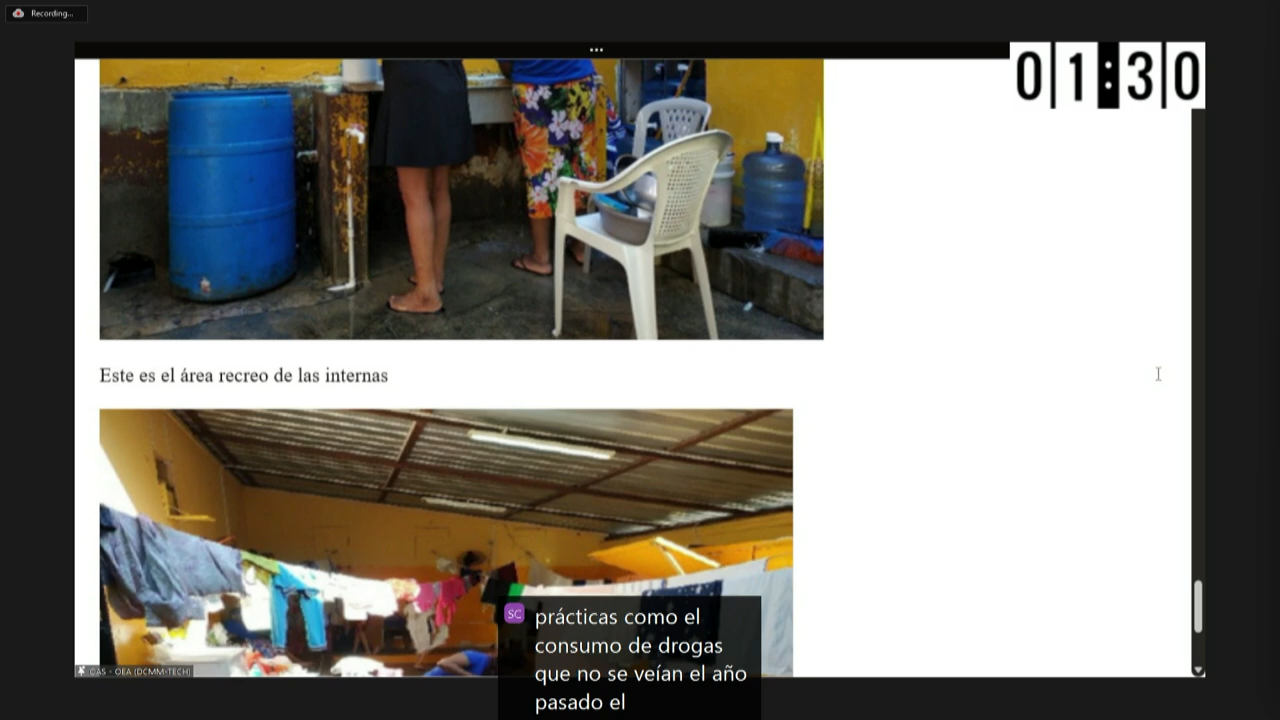 Recording...
...
01:30
Este es el área recreo de las internas
SC
prácticas como el
consumo de drogas
que no se veían el año
pasado el
OAS - OEA (DCMM-TECH)